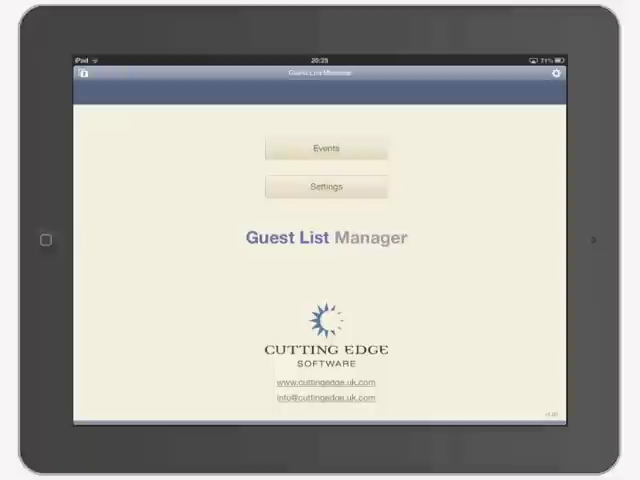 iPad 20:25 71%
Guest List Manager
Events
Settings
Guest List Manager
CUTTING EDGE
SOFTWARE
www.cuttingedge.uk.com
info@cuttingedge.uk.com